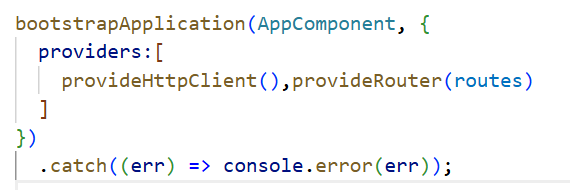 bootstrapApplication(AppComponent, {
  providers:[
    provideHttpClient(),provideRouter(routes)
  ]
})
  .catch((err) => console.error(err));